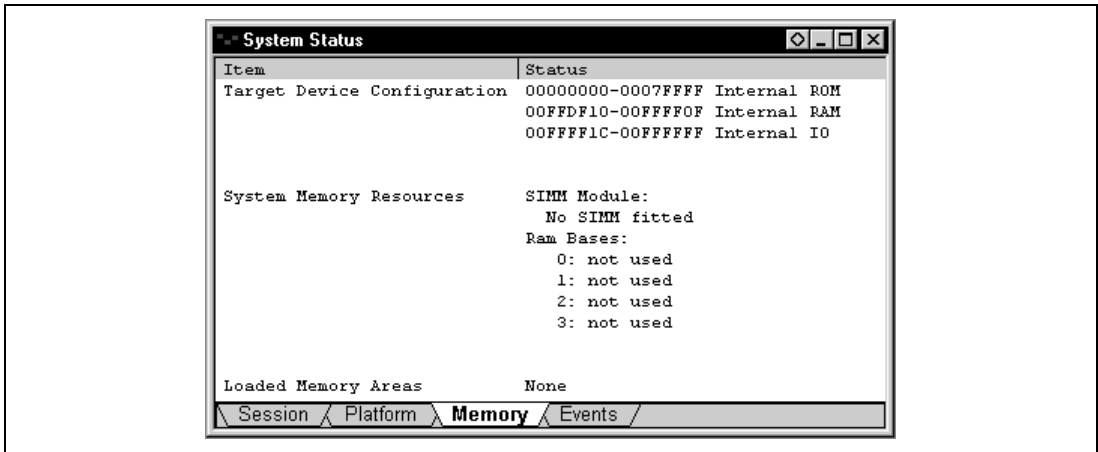 System Status
Item Status
Target Device Configuration 00000000-0007FFFF Internal ROM
00FFDF10-00FFFF0F Internal RAM
00FFFF1C-00FFFFFF Internal IO
System Memory Resources SIMM Module:
No SIMM fitted
Ram Bases:
0: not used
1: not used
2: not used
3: not used
Loaded Memory Areas None
Session Platform Memory Events